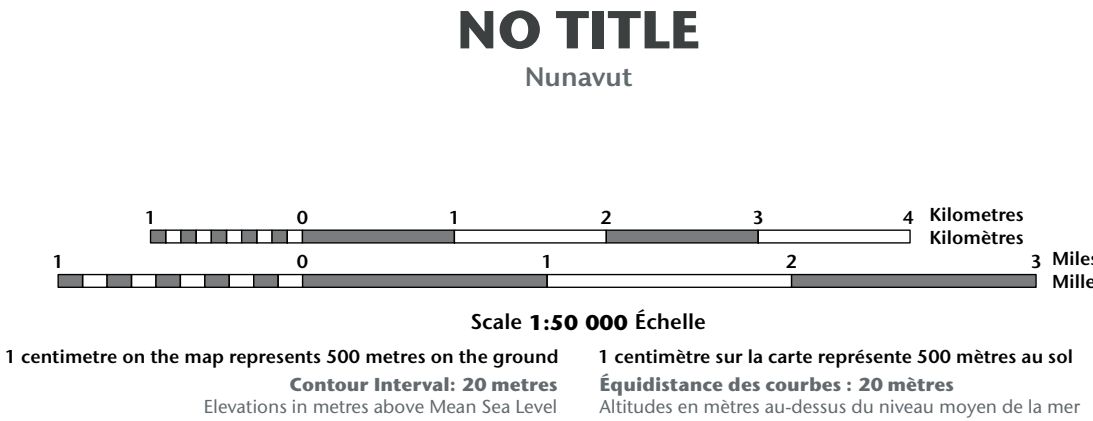 NO TITLE
Nunavut
1 0 1 2 3 4 Kilometres
Kilomètres
1 0 1 2 3 Miles
Mille
Scale 1:50 000 Échelle
1 centimetre on the map represents 500 metres on the ground
1 centimètre sur la carte représente 500 mètres au sol
Contour Interval: 20 metres
Équidistance des courbes : 20 mètres
Elevations in metres above Mean Sea Level
Altitudes en mètres au-dessus du niveau moyen de la mer